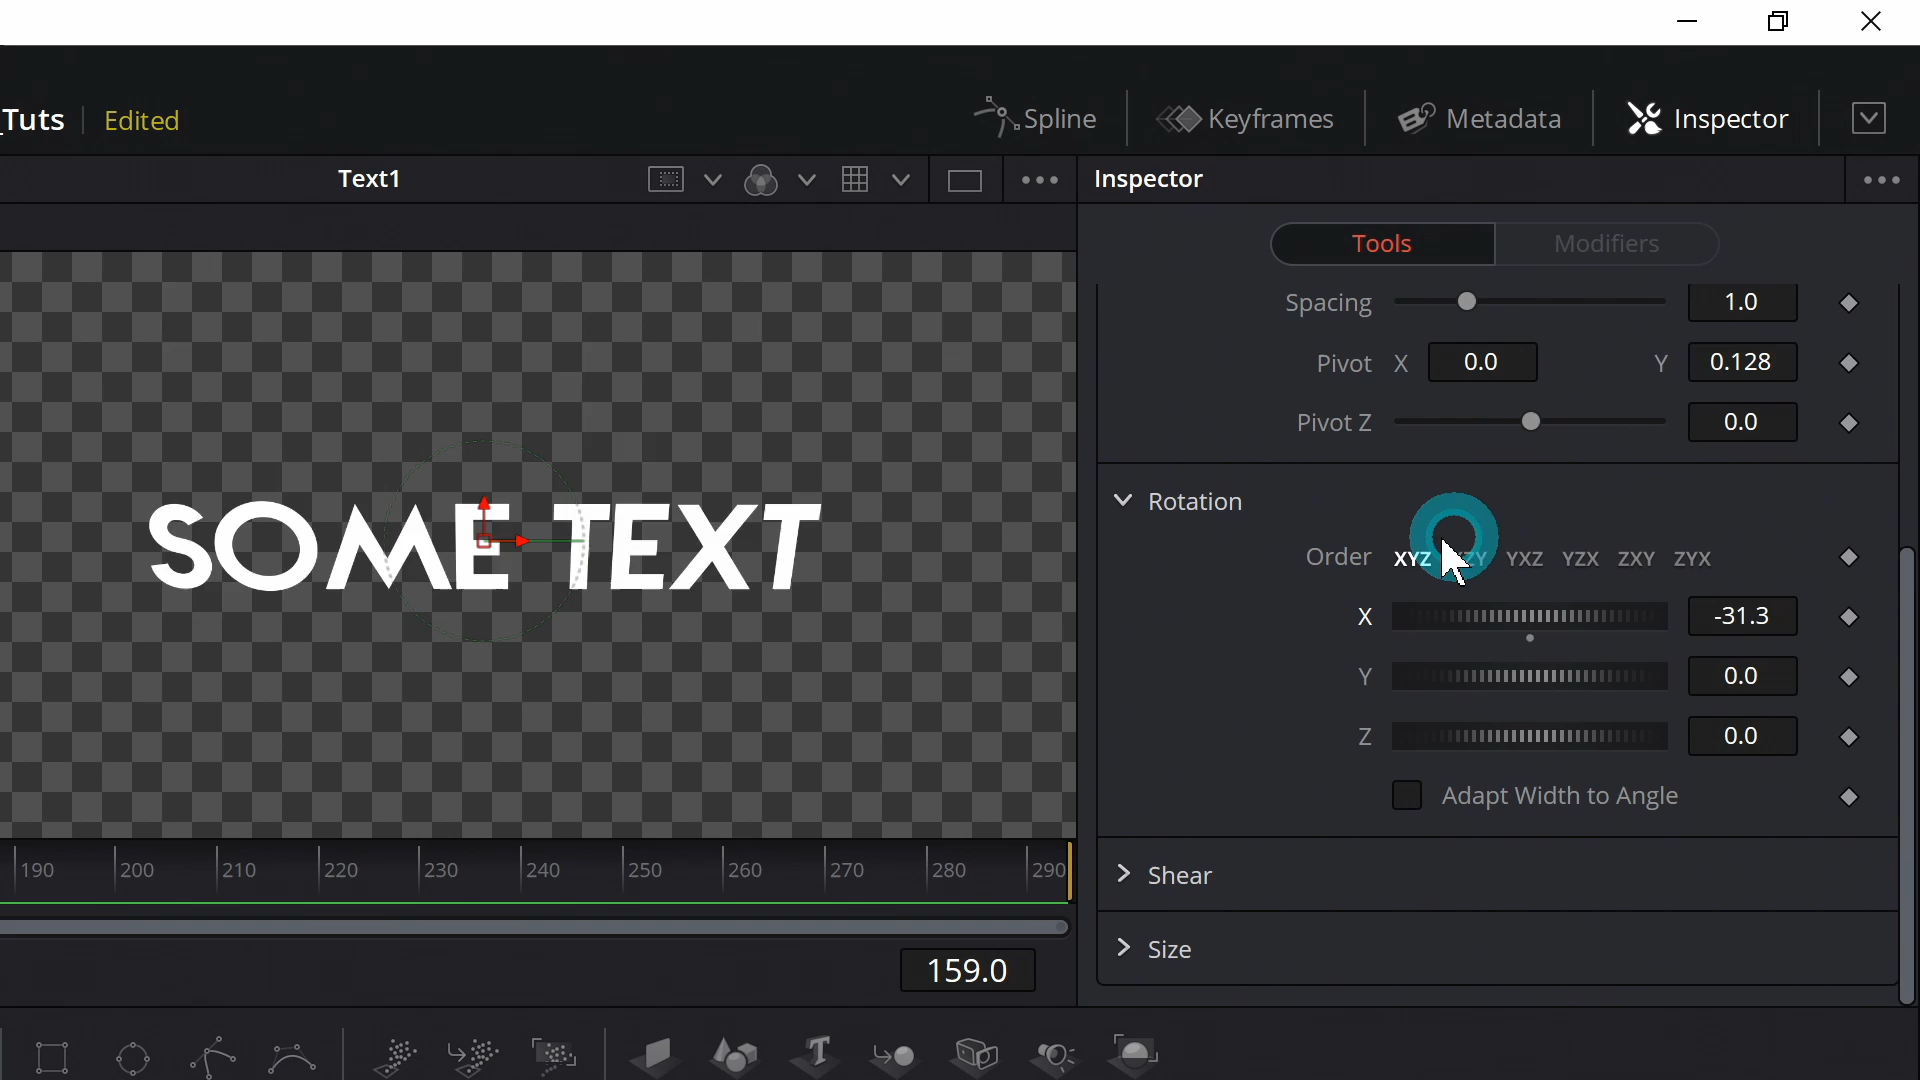 _Tuts Edited Spline Keyframes Metadata Inspector
Text1 Inspector
Tools Modifiers
Spacing 1.0
Pivot X 0.0 Y 0.128
Pivot Z 0.0
SOME TEXT
Rotation
Order XYZ XZY YXZ YZX ZXY ZYX
X -31.3
Y 0.0
Z 0.0
Adapt Width to Angle
190 200 210 220 230 240 250 260 270 280 290
Shear
Size
159.0